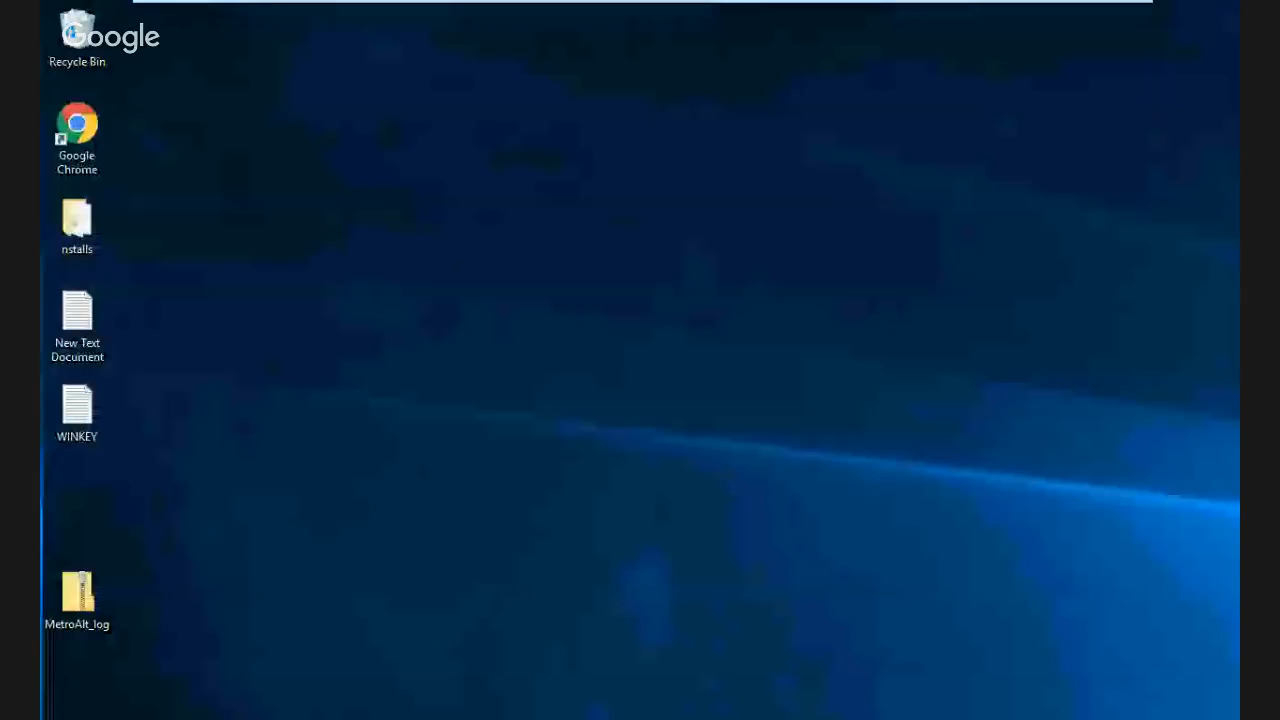 Google
Recycle Bin
Google
Chrome
nstalls
New Text
Document
WINKEY
MetroAlt_log